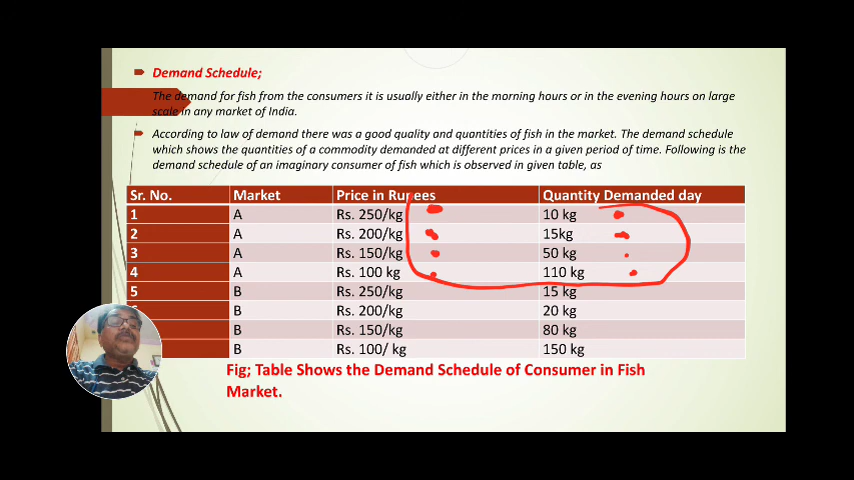 Demand Schedule;
The demand for fish from the consumers it is usually either in the morning hours or in the evening hours on large
scale in any market of India.
According to law of demand there was a good quality and quantities of fish in the market. The demand schedule
which shows the quantities of a commodity demanded at different prices in a given period of time. Following is the
demand schedule of an imaginary consumer of fish which is observed in given table, as
Sr. No. Market Price in Rupees Quantity Demanded day
1 A Rs. 250/kg 10 kg
2 A Rs. 200/kg 15kg
3 A Rs. 150/kg 50 kg
4 A Rs. 100 kg 110 kg
5 B Rs. 250/kg 15 kg
B Rs. 200/kg 20 kg
B Rs. 150/kg 80 kg
B Rs. 100/ kg 150 kg
Fig; Table Shows the Demand Schedule of Consumer in Fish
Market.